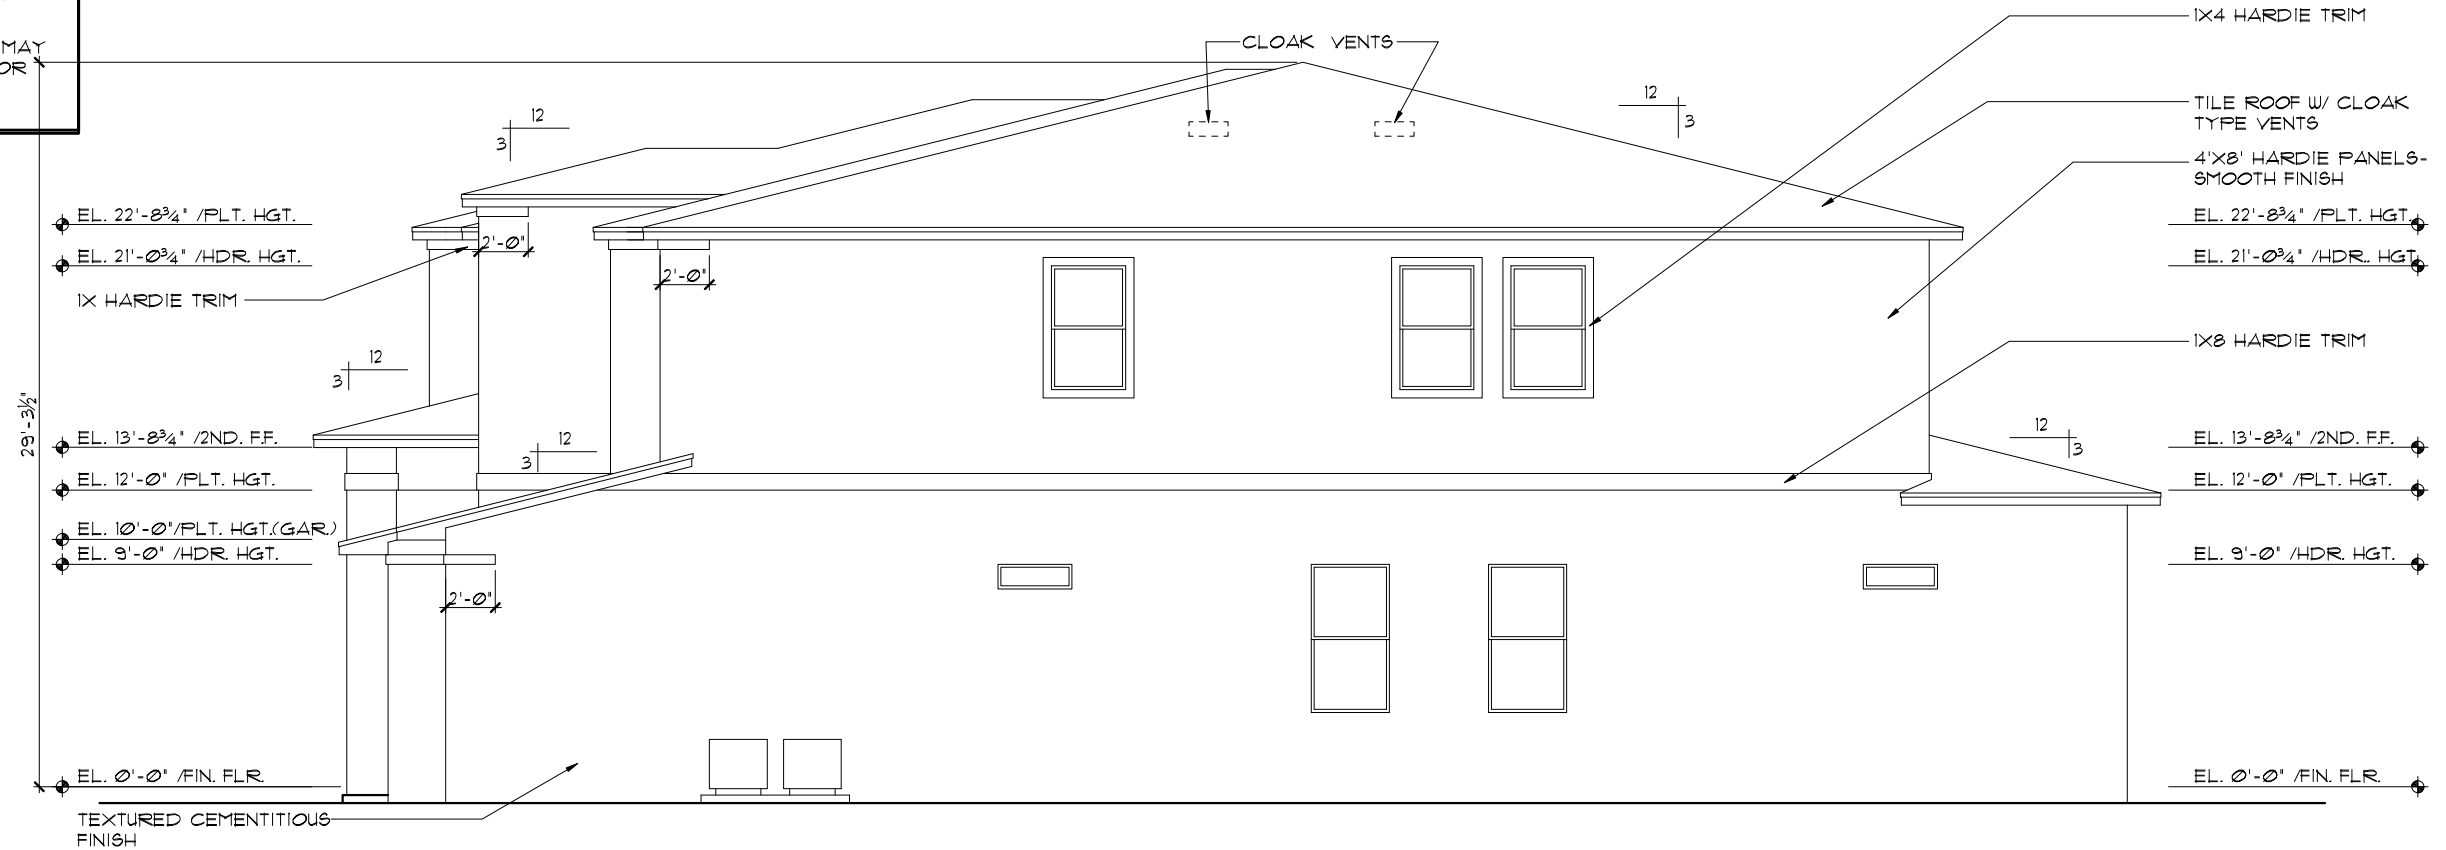 MAY
OR
CLOAK VENTS
1X4 HARDIE TRIM
12
3
12
3
TILE ROOF W/ CLOAK
TYPE VENTS
4'X8' HARDIE PANELS-
SMOOTH FINISH
EL. 22'-8¾" /PLT. HGT.
EL. 21'-0¾" /HDR. HGT.
2'-0"
2'-0"
1X HARDIE TRIM
EL. 22'-8¾" /PLT. HGT.
EL. 21'-0¾" /HDR.. HGT
1X8 HARDIE TRIM
12
3
29'-3½"
EL. 13'-8¾" /2ND. F.F.
EL. 12'-0" /PLT. HGT.
12
3
12
3
EL. 13'-8¾" /2ND. F.F.
EL. 12'-0" /PLT. HGT.
EL. 10'-0"/PLT. HGT.(GAR.)
EL. 9'-0" /HDR. HGT.
EL. 9'-0" /HDR. HGT.
2'-0"
EL. 0'-0" /FIN. FLR.
EL. 0'-0" /FIN. FLR.
TEXTURED CEMENTITIOUS
FINISH